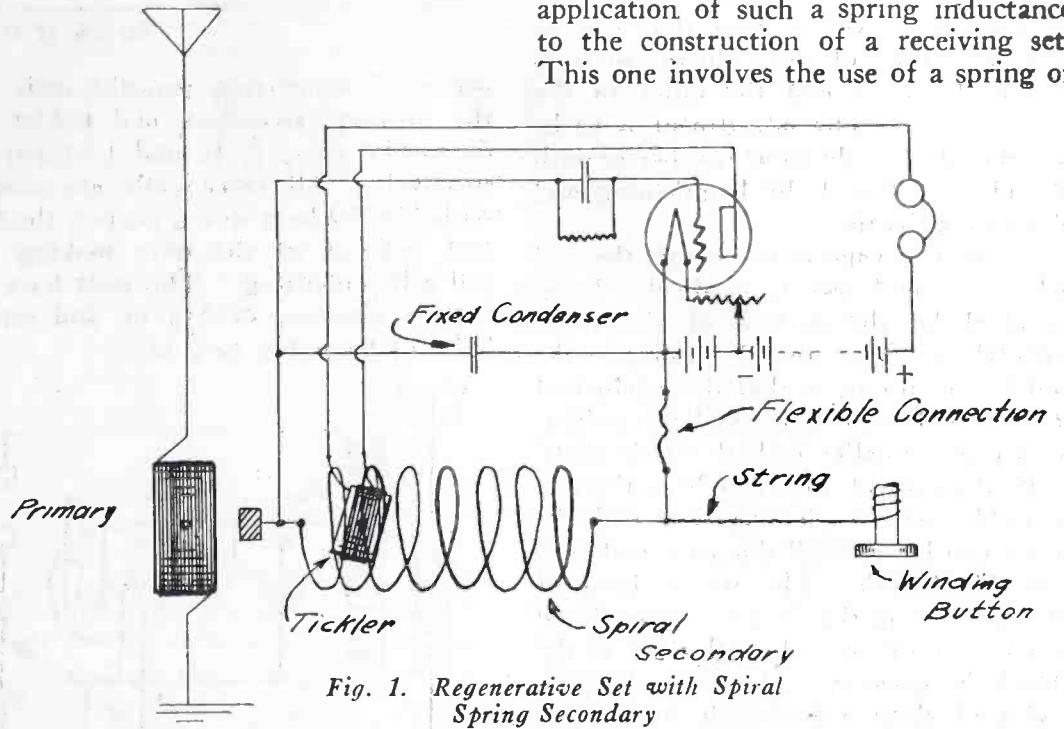 application of such a spring inductance
to the construction of a receiving set
This one involves the use of a spring of
Fixed Condenser
-
+
Flexible Connection
String
Primary
Winding
Button
Tickler
Spiral
Secondary
Fig. 1. Regenerative Set with Spiral
Spring Secondary